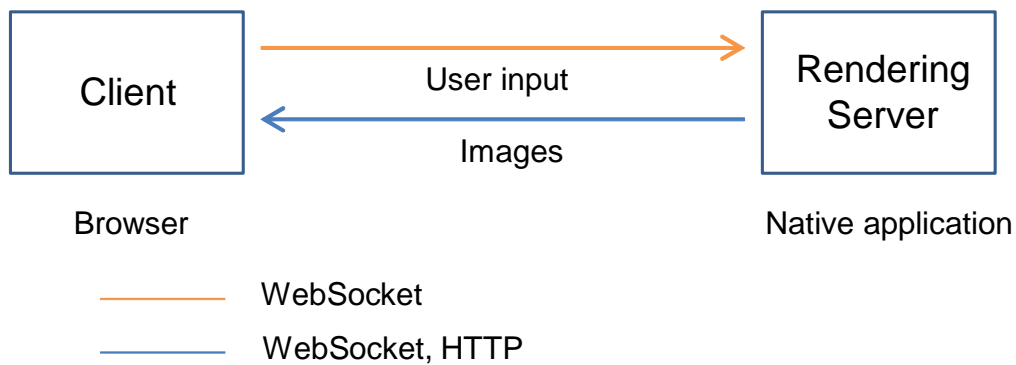 Client
User input
Images
Rendering
Server
Browser
Native application
WebSocket
WebSocket, HTTP